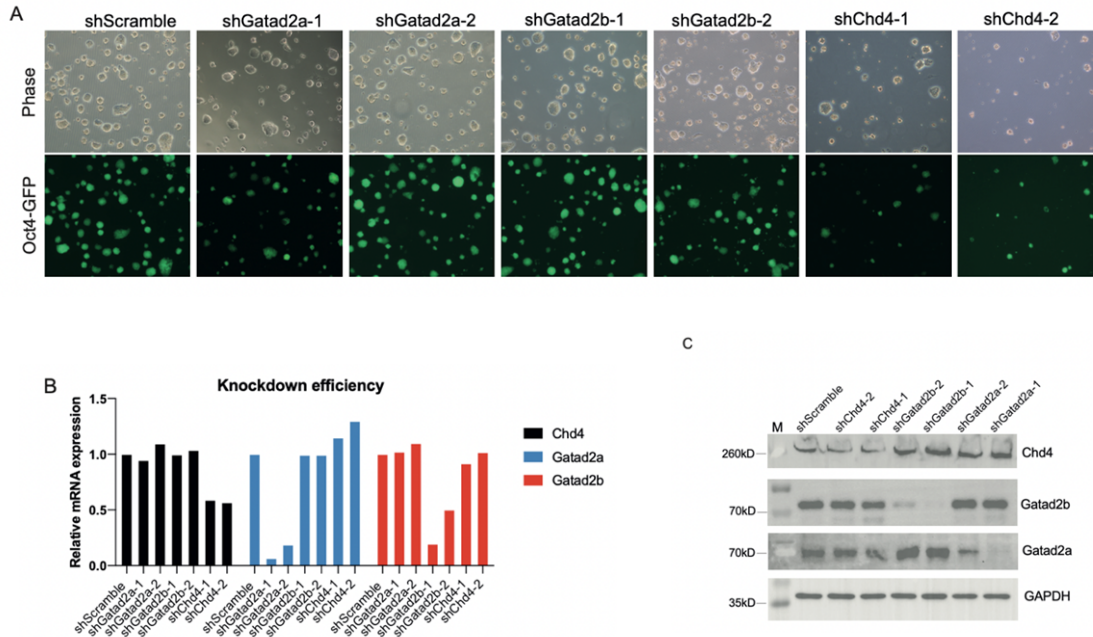 A
shScramble shGatad2a-1 shGatad2a-2 shGatad2b-1 shGatad2b-2 shChd4-1 shChd4-2
Phase
Oct4-GFP
B
Knockdown efficiency
Relative mRNA expression
1.5
1.0
0.5
0.0
Chd4
Gatad2a
Gatad2b
shScramble shGatad2a-1 shGatad2a-2 shGatad2b-1 shGatad2b-2 shChd4-1 shChd4-2 shScramble shGatad2a-1 shGatad2a-2 shGatad2b-1 shGatad2b-2 shChd4-1 shChd4-2 shScramble shGatad2a-1 shGatad2a-2 shGatad2b-1 shGatad2b-2 shChd4-1 shChd4-2
C
M shScramble shChd4-2 shChd4-1 shGatad2b-2 shGatad2b-1 shGatad2a-2 shGatad2a-1
260kD Chd4
70kD Gatad2b
70kD Gatad2a
35kD GAPDH